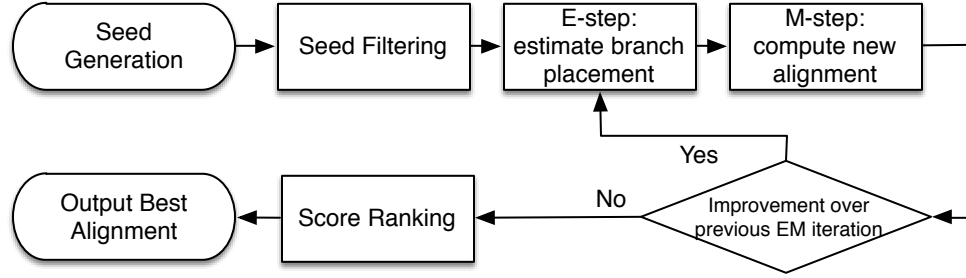 Seed
Generation
Seed Filtering
E-step:
estimate branch
placement
M-step:
compute new
alignment
Yes
No
Improvement over
previous EM iteration
Score Ranking
Output Best
Alignment